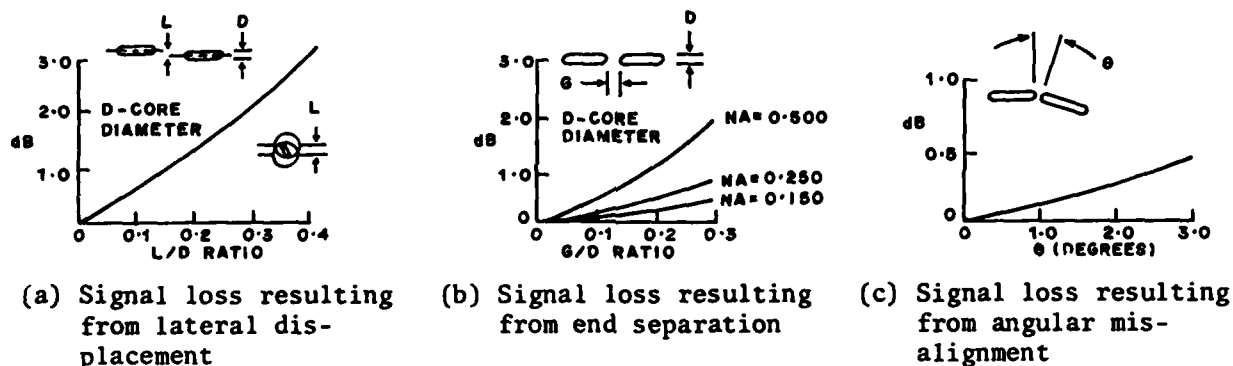 L D
3.0
2.0
1.0
0
dB
D-CORE
DIAMETER
L
0 0.1 0.2 0.3 0.4
L/D RATIO
(a) Signal loss resulting
from lateral dis-
placement
D
G
3.0
2.0
1.0
0
dB
D-CORE
DIAMETER
NA = 0.500
NA = 0.250
NA = 0.150
0 0.1 0.2 0.3
G/D RATIO
(b) Signal loss resulting
from end separation
θ
1.0
0.5
0
dB
0 1.0 2.0 3.0
θ (DEGREES)
(c) Signal loss resulting
from angular mis-
alignment